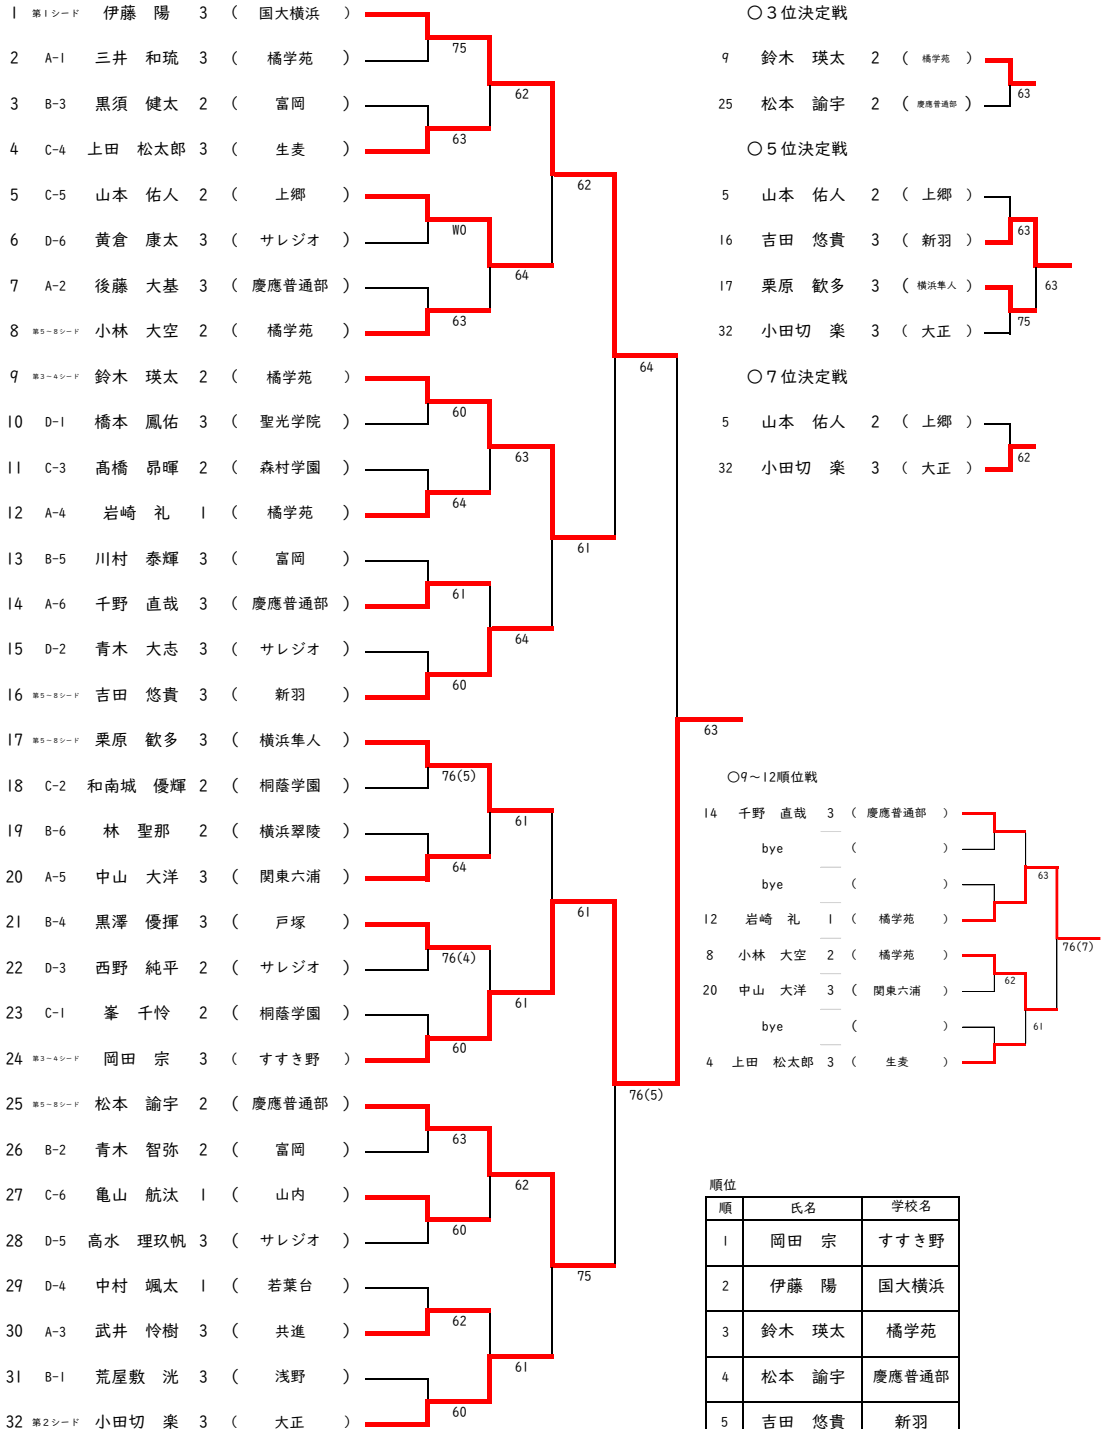 1 第1シード 伊藤 陽 3 ( 国大横浜 )
2 A-1 三井 和琉 3 ( 橘学苑 )
75
3 B-3 黒須 健太 2 ( 富岡 )
62
4 C-4 上田 松太郎 3 ( 生麦 )
63
5 C-5 山本 佑人 2 ( 上郷 )
62
6 D-6 黄倉 康太 3 ( サレジオ )
W0
7 A-2 後藤 大基 3 ( 慶應普通部 )
64
8 第5~8シード 小林 大空 2 ( 橘学苑 )
63
9 第3~4シード 鈴木 瑛太 2 ( 橘学苑 )
64
10 D-1 橋本 凰佑 3 ( 聖光学院 )
60
11 C-3 髙橋 昂暉 2 ( 森村学園 )
63
12 A-4 岩崎 礼 1 ( 橘学苑 )
64
13 B-5 川村 泰輝 3 ( 富岡 )
61
14 A-6 千野 直哉 3 ( 慶應普通部 )
61
15 D-2 青木 大志 3 ( サレジオ )
64
16 第5~8シード 吉田 悠貴 3 ( 新羽 )
60
17 第5~8シード 栗原 歓多 3 ( 横浜隼人 )
63
18 C-2 和南城 優輝 2 ( 桐蔭学園 )
76(5)
19 B-6 林 聖那 2 ( 横浜翠陵 )
61
20 A-5 中山 大洋 3 ( 関東六浦 )
64
21 B-4 黒澤 優揮 3 ( 戸塚 )
61
22 D-3 西野 純平 2 ( サレジオ )
76(4)
23 C-1 峯 千怜 2 ( 桐蔭学園 )
61
24 第3~4シード 岡田 宗 3 ( すすき野 )
60
25 第5~8シード 松本 諭宇 2 ( 慶應普通部 )
76(5)
26 B-2 青木 智弥 2 ( 富岡 )
63
27 C-6 亀山 航汰 1 ( 山内 )
62
28 D-5 高水 理玖帆 3 ( サレジオ )
60
29 D-4 中村 颯太 1 ( 若葉台 )
75
30 A-3 武井 怜樹 3 ( 共進 )
62
31 B-1 荒屋敷 洸 3 ( 浅野 )
61
32 第2シード 小田切 楽 3 ( 大正 )
60
○3位決定戦
9 鈴木 瑛太 2 ( 橘学苑 )
25 松本 諭宇 2 ( 慶應普通部 )
63
○5位決定戦
5 山本 佑人 2 ( 上郷 )
16 吉田 悠貴 3 ( 新羽 )
63
17 栗原 歓多 3 ( 横浜隼人 )
63
32 小田切 楽 3 ( 大正 )
75
○7位決定戦
5 山本 佑人 2 ( 上郷 )
32 小田切 楽 3 ( 大正 )
62
○9~12順位戦
14 千野 直哉 3 ( 慶應普通部 )
bye ( )
bye ( )
63
12 岩崎 礼 1 ( 橘学苑 )
76(7)
8 小林 大空 2 ( 橘学苑 )
20 中山 大洋 3 ( 関東六浦 )
62
bye ( )
61
4 上田 松太郎 3 ( 生麦 )
順位
順 氏名 学校名
1 岡田 宗 すすき野
2 伊藤 陽 国大横浜
3 鈴木 瑛太 橘学苑
4 松本 諭宇 慶應普通部
5 吉田 悠貴 新羽